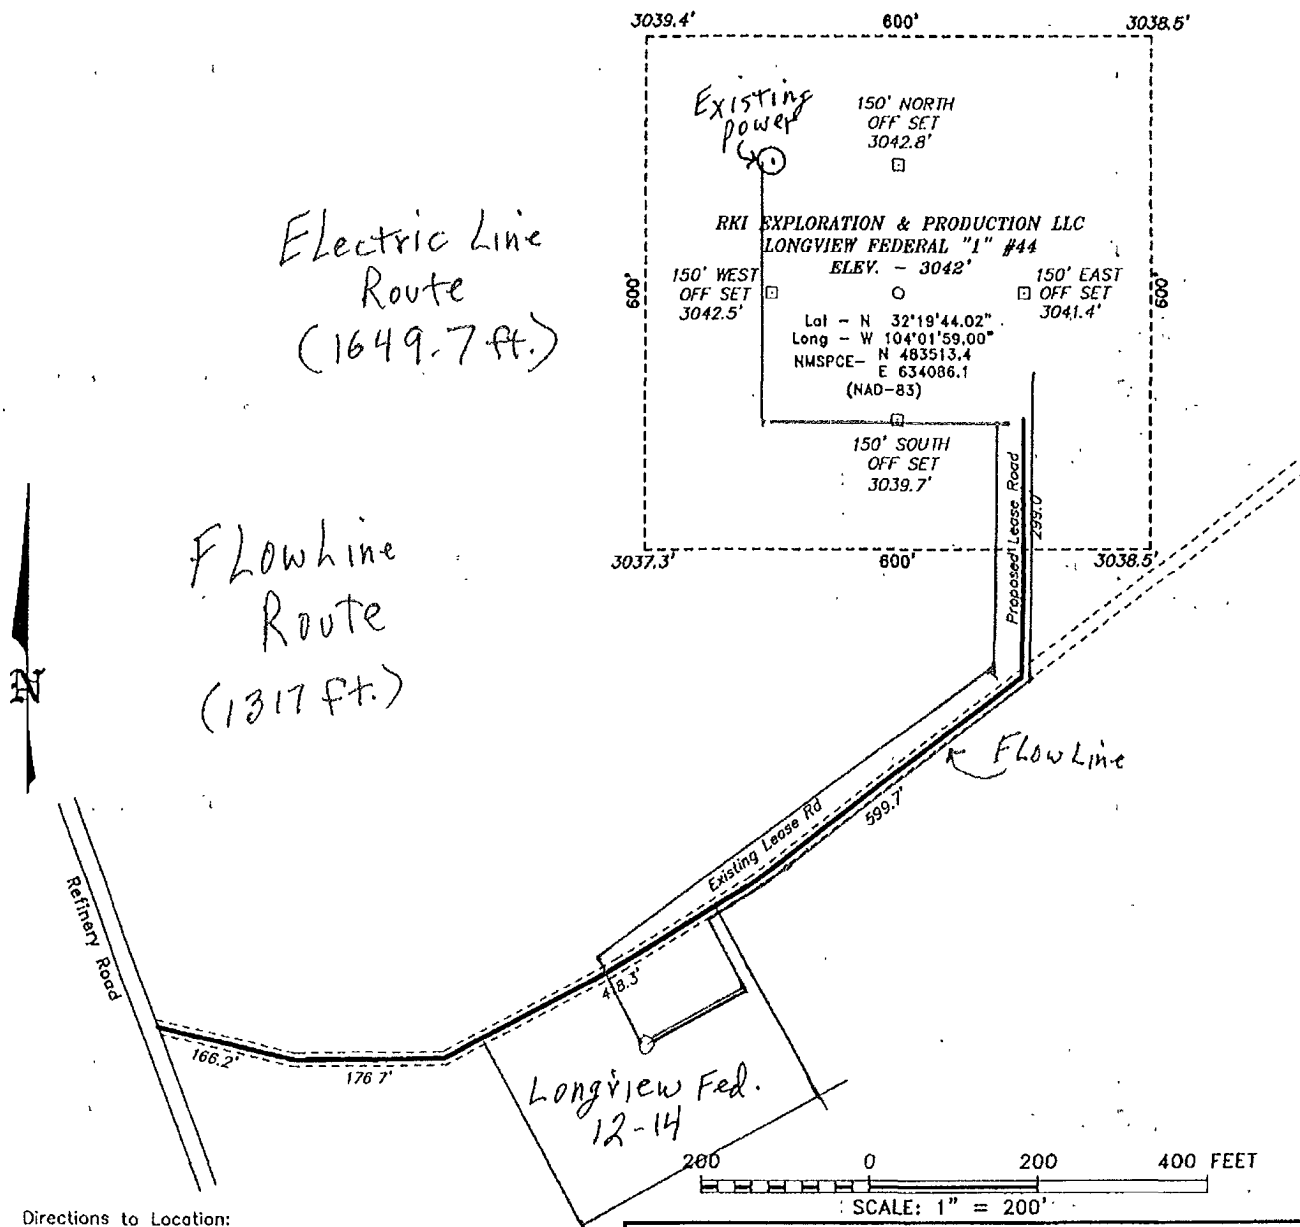 3039.4' 600' 3038.5'
Existing
power
150' NORTH
OFF SET
3042.8'
ELectric Line
Route
(1649.7 ft.)
RKI EXPLORATION & PRODUCTION LLC
LONGVIEW FEDERAL "1" #44
ELEV. - 3042'
600'
150' WEST
OFF SET
3042.5'
150' EAST
OFF SET
3041.4'
600'
Lat - N 32°19'44.02"
Long - W 104°01'59.00"
NMSPCE- N 483513.4
E 634086.1
(NAD-83)
150' SOUTH
OFF SET
3039.7'
Proposed Lease Road
299.0'
3037.3' 600' 3038.5'
FLowLine
Route
(1317 ft.)
N
FLowLine
599.7'
Existing Lease Rd
Refinery Road
418.3'
166.2'
176.7'
Longview Fed.
12-14
200 0 200 400 FEET
SCALE: 1" = 200'
Directions to Location: